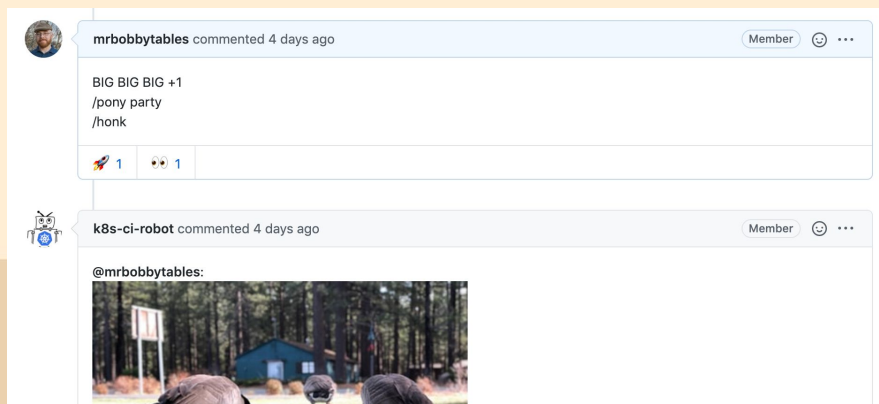 mrbobbytables commented 4 days ago
Member
BIG BIG BIG +1
/pony party
/honk
🚀 1 👀 1
k8s-ci-robot commented 4 days ago
Member
@mrbobbytables: